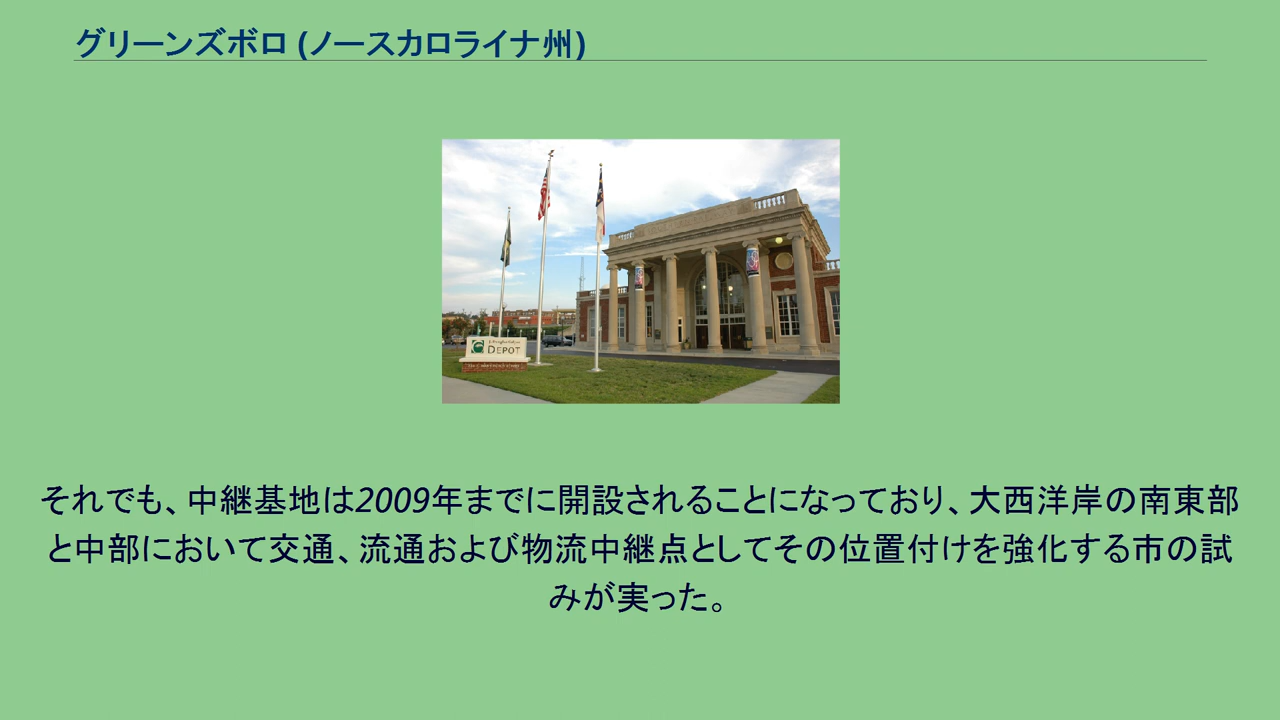 グリーンズボロ (ノースカロライナ州)
DEPOT
それでも、中継基地は2009年までに開設されることになっており、大西洋岸の南東部
と中部において交通、流通および物流中継点としてその位置付けを強化する市の試
みが実った。